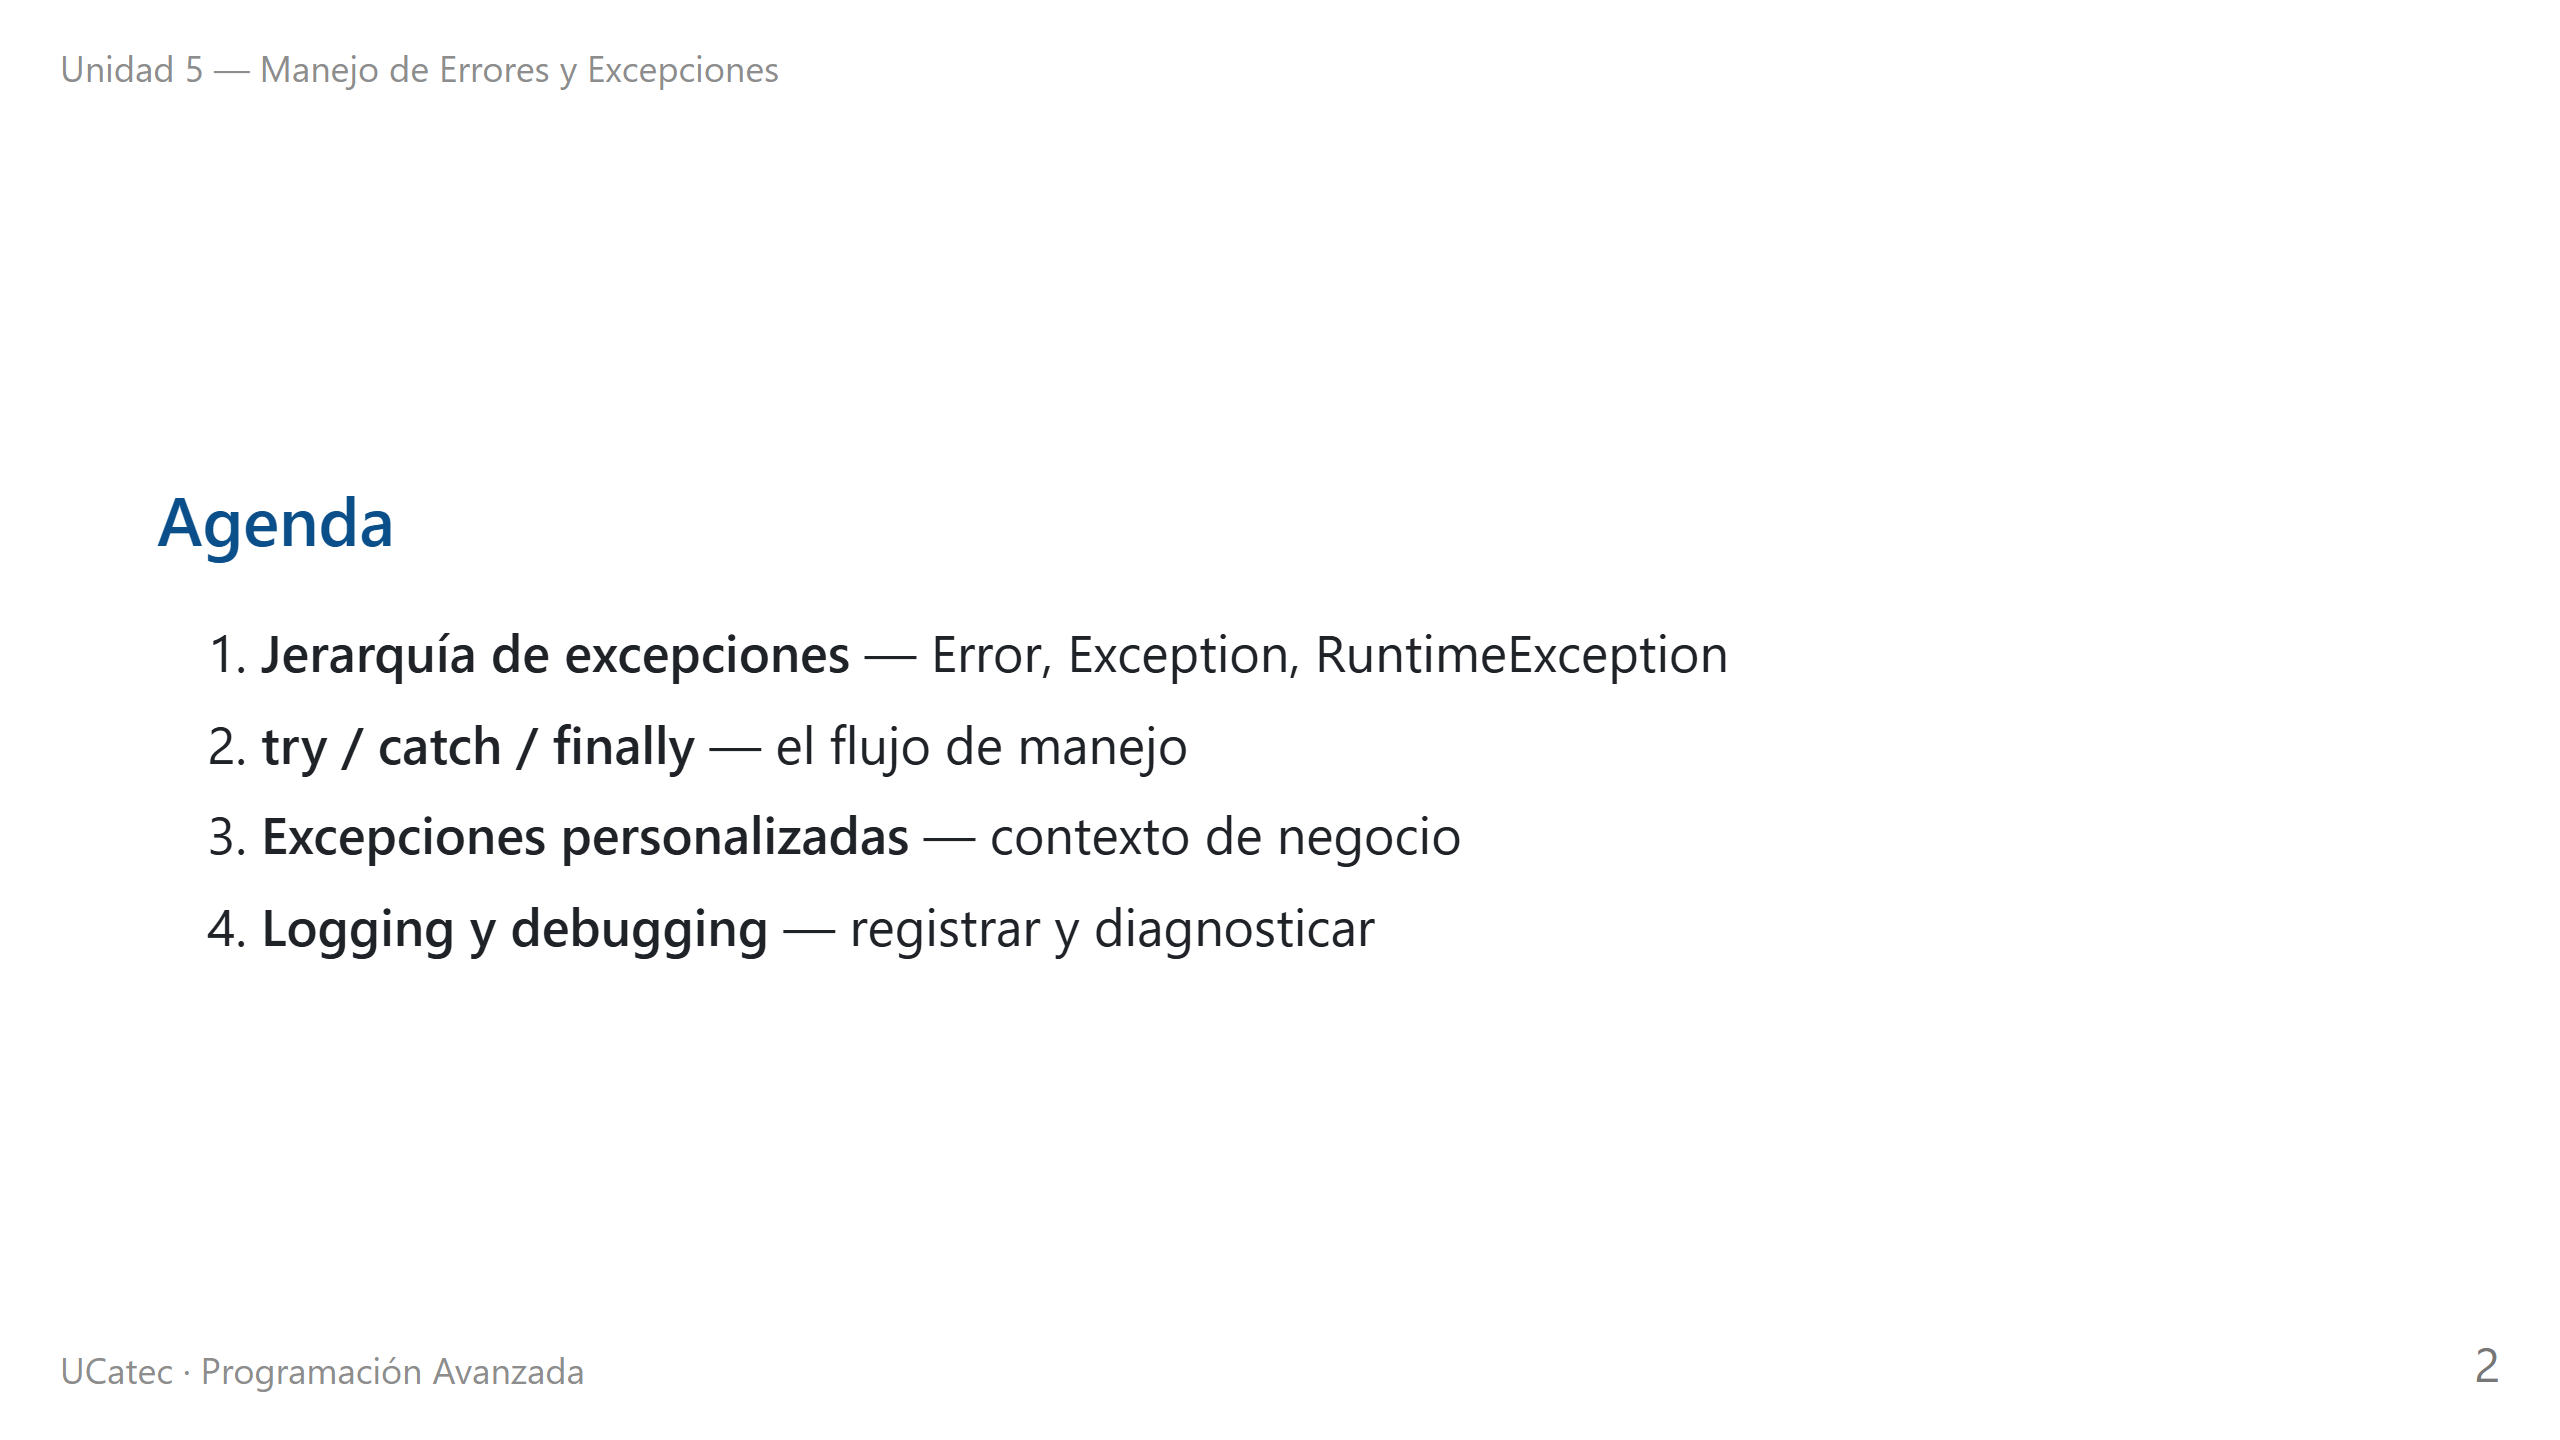 Unidad 5 — Manejo de Errores y Excepciones
Agenda
1. Jerarquía de excepciones — Error, Exception, RuntimeException
2. try / catch / finally — el flujo de manejo
3. Excepciones personalizadas — contexto de negocio
4. Logging y debugging — registrar y diagnosticar
UCatec · Programación Avanzada
2